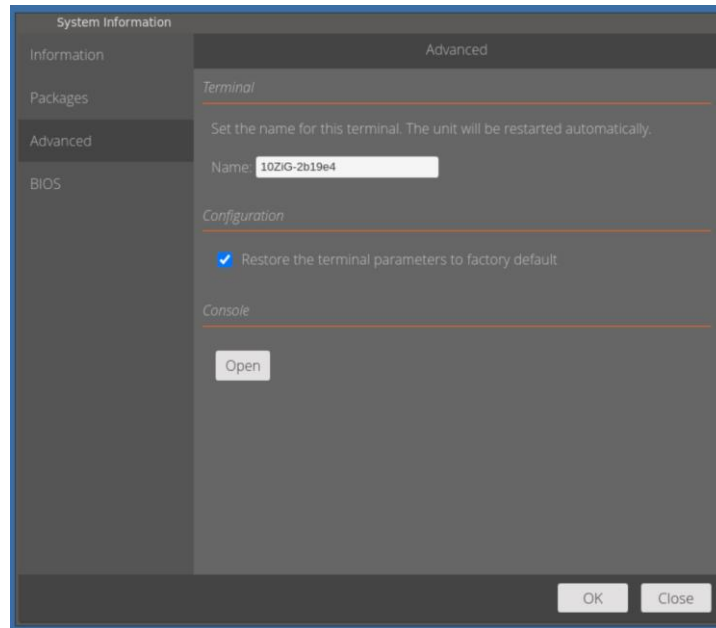 System Information
Information
Packages
Advanced
BIOS
Advanced
Terminal
Set the name for this terminal. The unit will be restarted automatically.
Name: 10ZiG-2b19e4
Configuration
Restore the terminal parameters to factory default
Console
Open
OK
Close